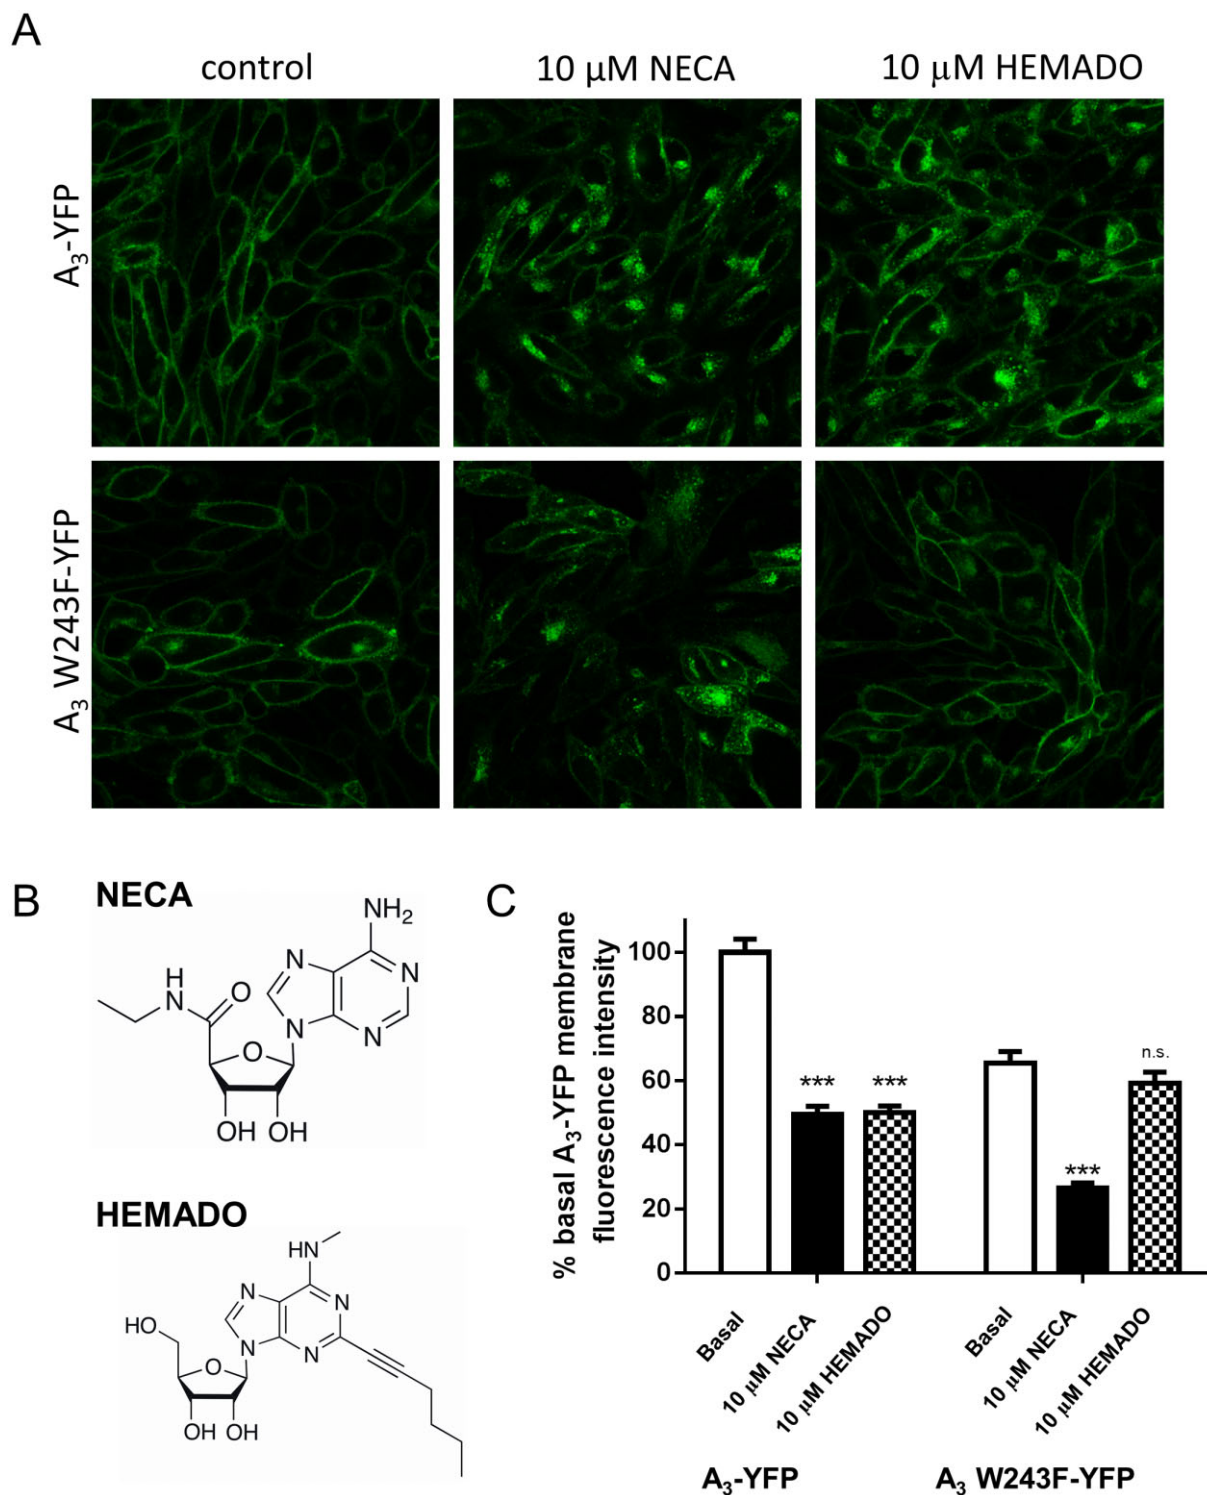 A
control
10 μM NECA
10 μM HEMADO
A₃-YFP
A₃ W243F-YFP
B
NECA
NH₂
N
N
N
N
H
N
O
O
OH
OH
HEMADO
HN
N
N
N
N
HO
O
OH
OH
C
% basal A₃-YFP membrane
fluorescence intensity
100
80
60
40
20
0
***
***
***
n.s.
Basal
10 μM NECA
10 μM HEMADO
Basal
10 μM NECA
10 μM HEMADO
A₃-YFP
A₃ W243F-YFP